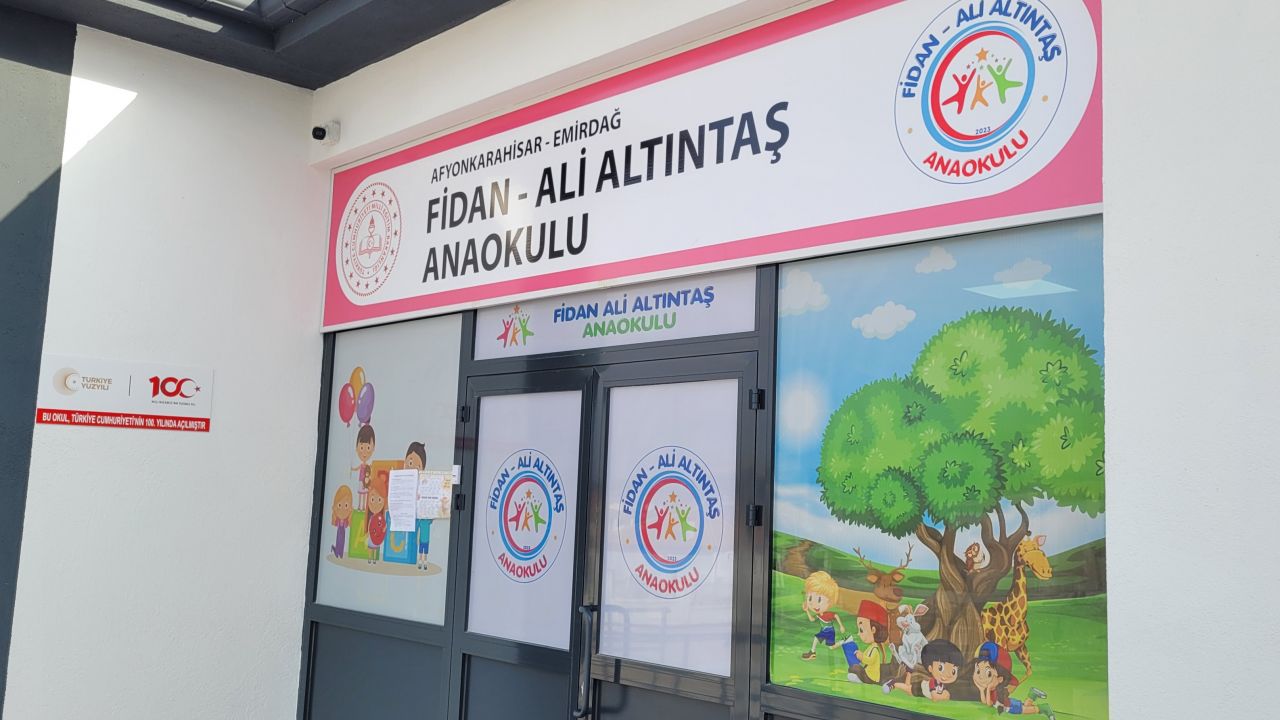 AFYONKARAHİSAR - EMİRDAĞ
FİDAN - ALİ ALTINTAŞ
ANAOKULU
FİDAN - ALİ ALTINTAŞ
2023
ANAOKULU
FİDAN ALİ ALTINTAŞ
ANAOKULU
TÜRKİYE
YÜZYILI
100
BU OKUL, TÜRKİYE CUMHURİYETİ'NİN 100. YILINDA AÇILMIŞTIR
FİDAN - ALİ ALTINTAŞ
2023
ANAOKULU
FİDAN - ALİ ALTINTAŞ
2023
ANAOKULU